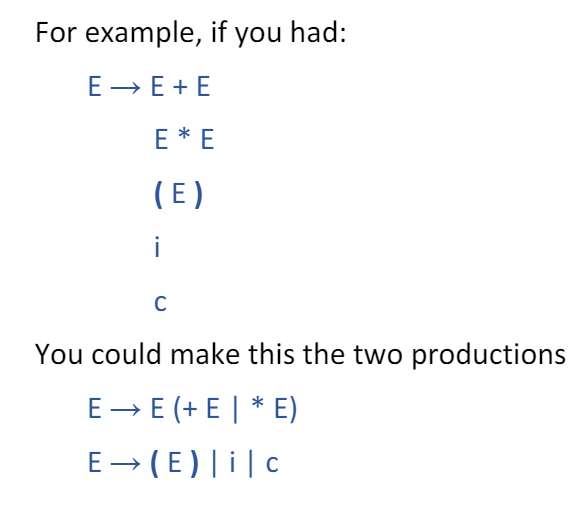 For example, if you had:
E → E + E
E * E
( E )
i
c
You could make this the two productions
E → E (+ E | * E)
E → ( E ) | i | c